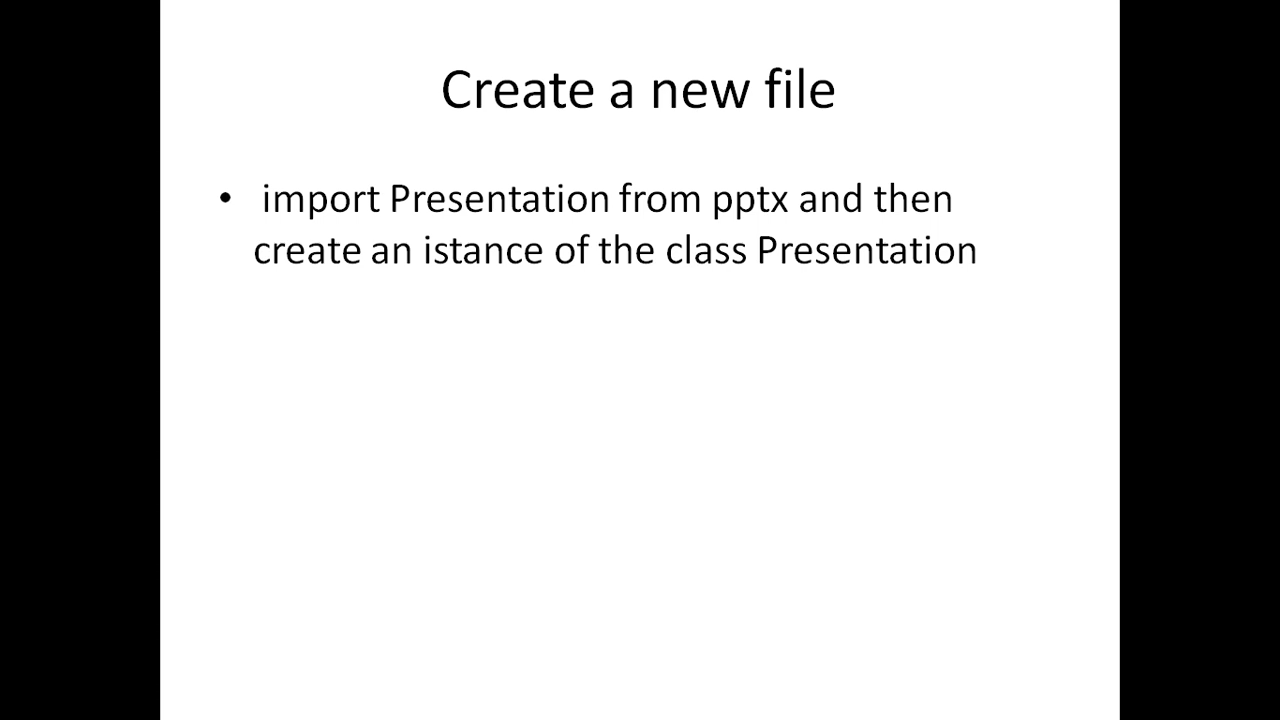 Create a new file
• import Presentation from pptx and then
create an istance of the class Presentation